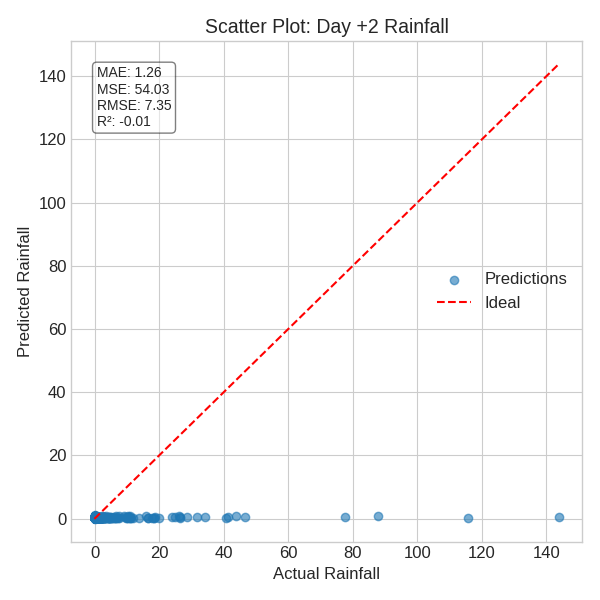 Scatter Plot: Day +2 Rainfall
MAE: 1.26
MSE: 54.03
RMSE: 7.35
R²: -0.01
Predicted Rainfall
140
120
100
80
60
40
20
0
Predictions
Ideal
0 20 40 60 80 100 120 140
Actual Rainfall